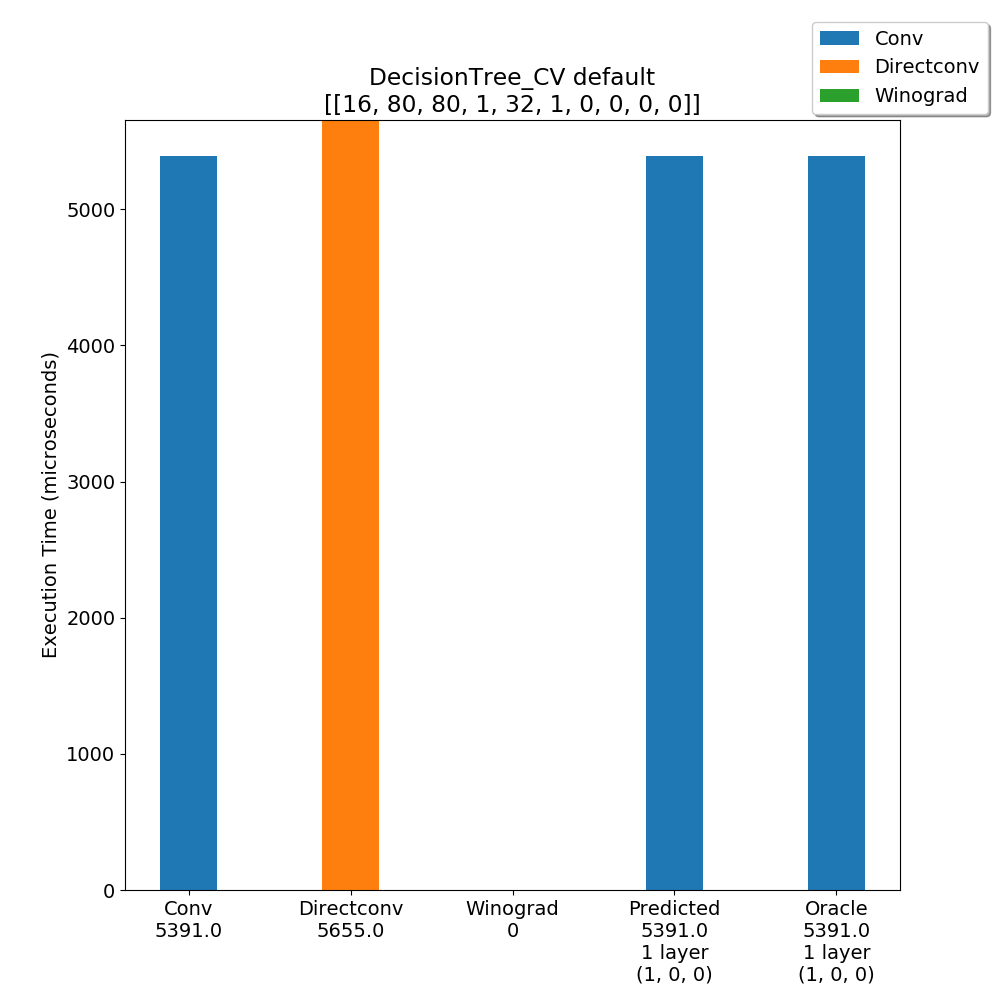 Conv
Directconv
Winograd
DecisionTree_CV default
[[16, 80, 80, 1, 32, 1, 0, 0, 0, 0]]
Execution Time (microseconds)
5000
4000
3000
2000
1000
0
Conv
5391.0
Directconv
5655.0
Winograd
0
Predicted
5391.0
1 layer
(1, 0, 0)
Oracle
5391.0
1 layer
(1, 0, 0)